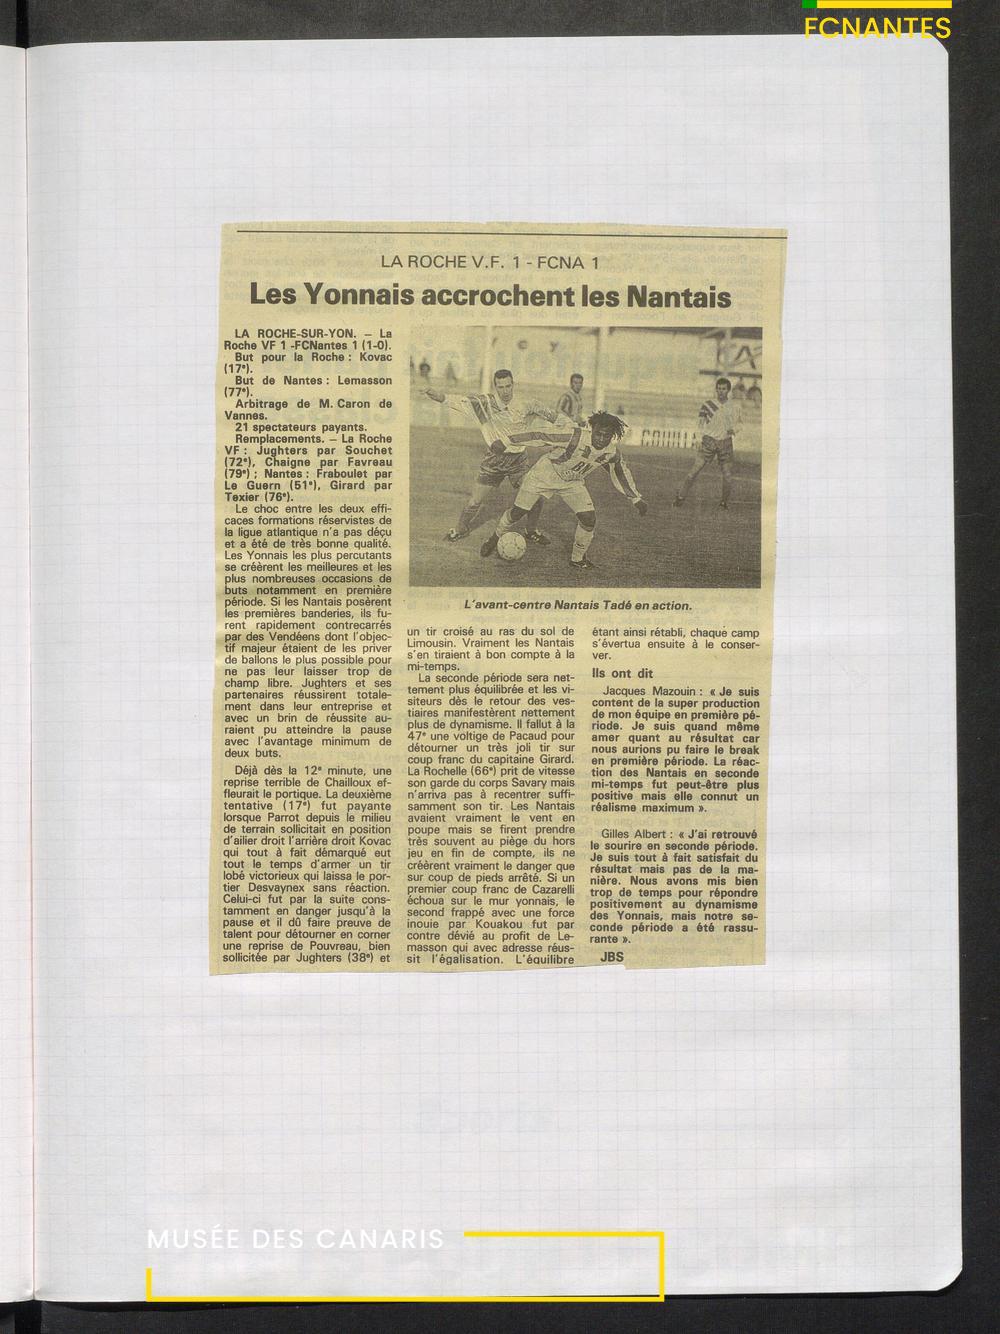 FCNANTES
LA ROCHE V.F. 1 - FCNA 1
Les Yonnais accrochent les Nantais
LA ROCHE-SUR-YON. – La
Roche VF 1 -FCNantes 1 (1-0).
But pour la Roche : Kovac
(17e).
But de Nantes : Lemasson
(77e).
Arbitrage de M. Caron de
Vannes.
21 spectateurs payants.
Remplacements. – La Roche
VF : Jughters par Souchet
(72e), Chaigne par Favreau
(79e) ; Nantes : Fraboulet par
Le Guern (51e), Girard par
Texier (76e).
Le choc entre les deux effi-
caces formations réservistes de
la ligue atlantique n'a pas déçu
et a été de très bonne qualité.
Les Yonnais les plus percutants
se créèrent les meilleures et les
plus nombreuses occasions de
buts notamment en première
période. Si les Nantais posèrent
les premières banderies, ils fu-
rent rapidement contrecarrés
par des Vendéens dont l'objec-
tif majeur étaient de les priver
de ballons le plus possible pour
ne pas leur laisser trop de
champ libre. Jughters et ses
partenaires réussirent totale-
ment dans leur entreprise et
avec un brin de réussite au-
raient pu atteindre la pause
avec l'avantage minimum de
deux buts.
Déjà dès la 12e minute, une
reprise terrible de Chailloux ef-
fleurait le portique. La deuxième
tentative (17e) fut payante
lorsque Parrot depuis le milieu
de terrain sollicitait en position
d'ailier droit l'arrière droit Kovac
qui tout à fait démarqué eut
tout le temps d'armer un tir
lobé victorieux qui laissa le por-
tier Desvaynex sans réaction.
Celui-ci fut par la suite cons-
tamment en danger jusqu'à la
pause et il dû faire preuve de
talent pour détourner en corner
une reprise de Pouvreau, bien
sollicitée par Jughters (38e) et
L'avant-centre Nantais Tadé en action.
un tir croisé au ras du sol de
Limousin. Vraiment les Nantais
s'en tiraient à bon compte à la
mi-temps.
La seconde période sera net-
tement plus équilibrée et les vi-
siteurs dès le retour des ves-
tiaires manifestèrent nettement
plus de dynamisme. Il fallut à la
47e une voltige de Pacaud pour
détourner un très joli tir sur
coup franc du capitaine Girard.
La Rochelle (66e) prit de vitesse
son garde du corps Savary mais
n'arriva pas à recentrer suffi-
samment son tir. Les Nantais
avaient vraiment le vent en
poupe mais se firent prendre
très souvent au piège du hors
jeu en fin de compte, ils ne
créèrent vraiment le danger que
sur coup de pieds arrêté. Si un
premier coup franc de Cazarelli
échoua sur le mur yonnais, le
second frappé avec une force
inouie par Kouakou fut par
contre dévié au profit de Le-
masson qui avec adresse réus-
sit l'égalisation. L'équilibre
étant ainsi rétabli, chaque camp
s'évertua ensuite à le conser-
ver.
Ils ont dit
Jacques Mazouin : « Je suis
content de la super production
de mon équipe en première pé-
riode. Je suis quand même
amer quant au résultat car
nous aurions pu faire le break
en première période. La réac-
tion des Nantais en seconde
mi-temps fut peut-être plus
positive mais elle connut un
réalisme maximum ».
Gilles Albert : « J'ai retrouvé
le sourire en seconde période.
Je suis tout à fait satisfait du
résultat mais pas de la ma-
nière. Nous avons mis bien
trop de temps pour répondre
positivement au dynamisme
des Yonnais, mais notre se-
conde période a été rassu-
rante ».
JBS
MUSÉE DES CANARIS